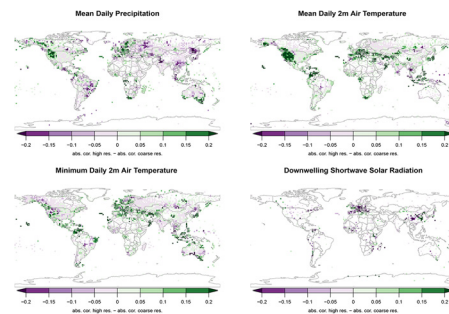 Mean Daily Precipitation
−0.2 −0.15 −0.1 −0.05 0 0.05 0.1 0.15 0.2
abs. cor. high res. − abs. cor. coarse res.
Mean Daily 2m Air Temperature
−0.2 −0.15 −0.1 −0.05 0 0.05 0.1 0.15 0.2
abs. cor. high res. − abs. cor. coarse res.
Minimum Daily 2m Air Temperature
−0.2 −0.15 −0.1 −0.05 0 0.05 0.1 0.15 0.2
abs. cor. high res. − abs. cor. coarse res.
Downwelling Shortwave Solar Radiation
−0.2 −0.15 −0.1 −0.05 0 0.05 0.1 0.15 0.2
abs. cor. high res. − abs. cor. coarse res.